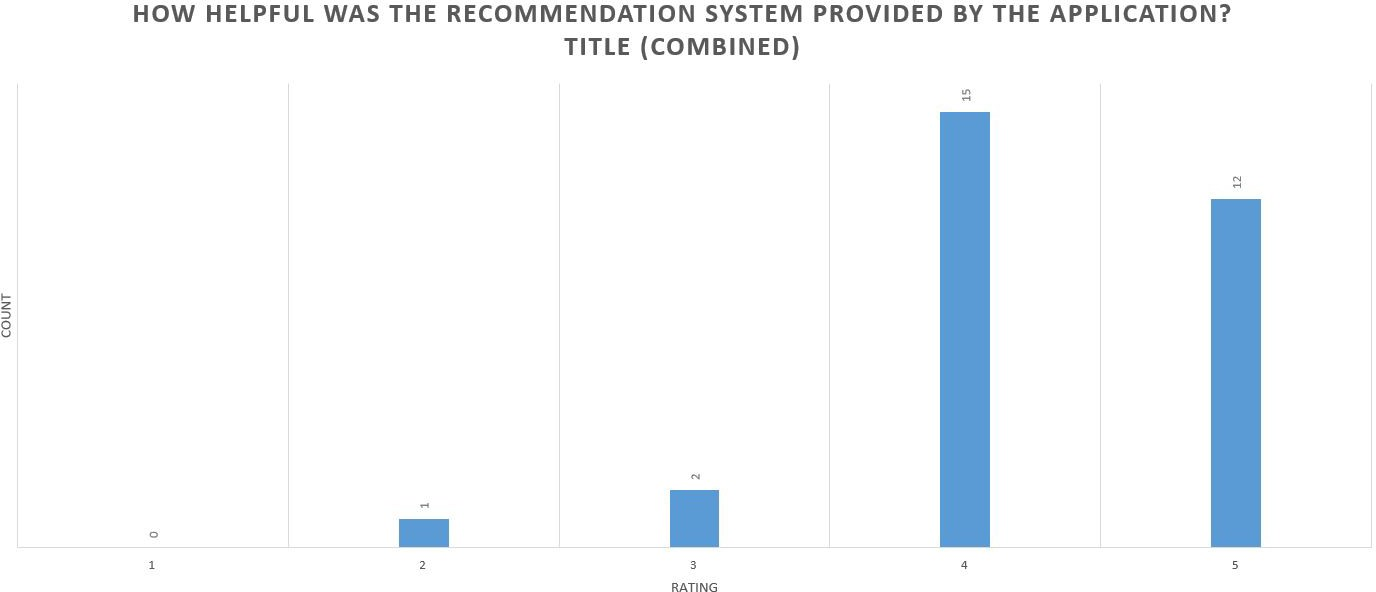 HOW HELPFUL WAS THE RECOMMENDATION SYSTEM PROVIDED BY THE APPLICATION?
TITLE (COMBINED)
COUNT
0
1
2
15
12
1
2
3
4
5
RATING